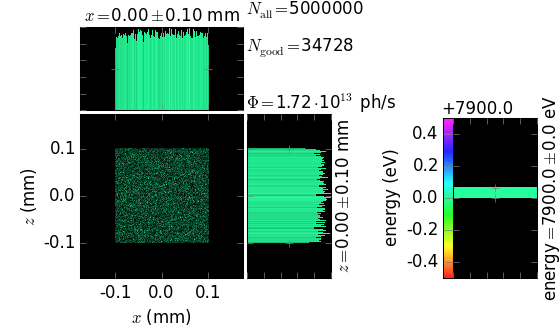 x = 0.00 ± 0.10 mm
N_all = 5000000
N_good = 34728
Φ = 1.72 · 10^13 ph/s
z (mm)
0.1
0.0
-0.1
-0.1 0.0 0.1
x (mm)
z = 0.00 ± 0.10 mm
+7900.0
energy (eV)
0.4
0.2
0.0
-0.2
-0.4
energy = 7900.0 ± 0.0 eV